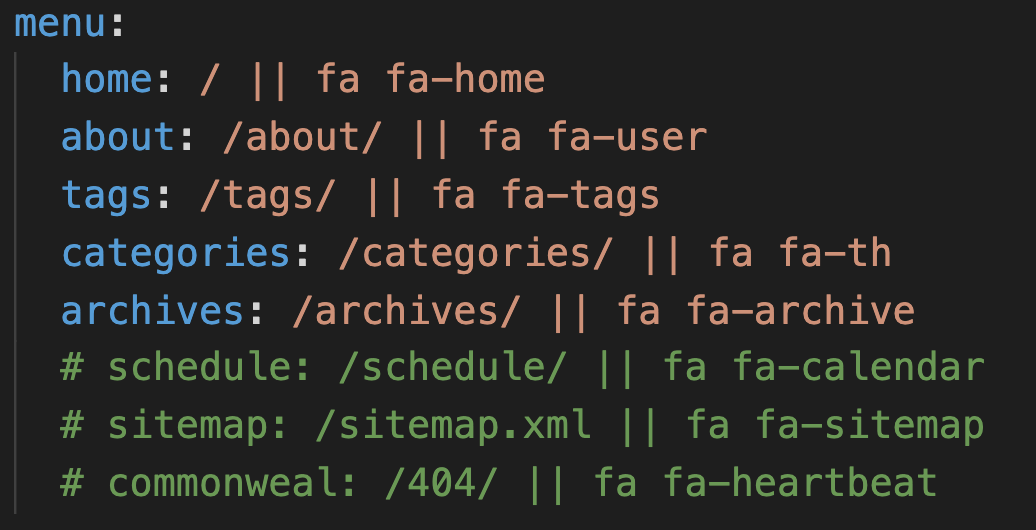 menu:
  home: / || fa fa-home
  about: /about/ || fa fa-user
  tags: /tags/ || fa fa-tags
  categories: /categories/ || fa fa-th
  archives: /archives/ || fa fa-archive
  # schedule: /schedule/ || fa fa-calendar
  # sitemap: /sitemap.xml || fa fa-sitemap
  # commonweal: /404/ || fa fa-heartbeat